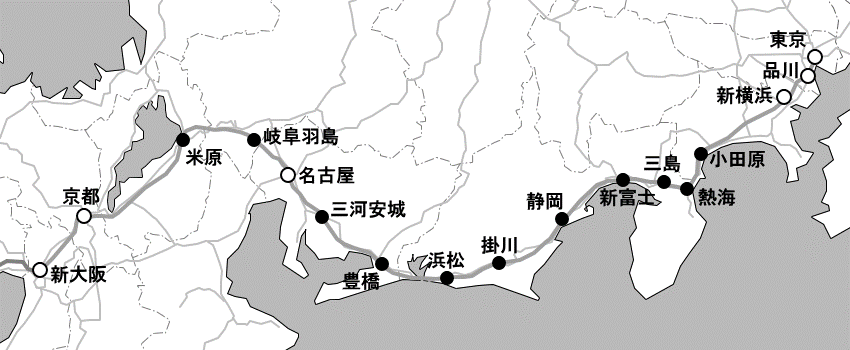 東京
品川
新横浜
小田原
熱海
三島
新富士
静岡
掛川
浜松
豊橋
三河安城
名古屋
岐阜羽島
米原
京都
新大阪